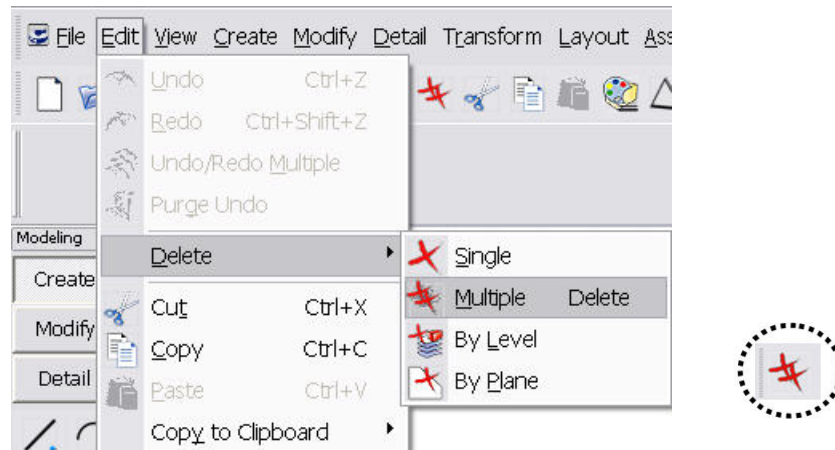 File Edit View Create Modify Detail Transform Layout
Undo Ctrl+Z
Redo Ctrl+Shift+Z
Undo/Redo Multiple
Purge Undo
Modeling
Delete
Single
Create
Multiple Delete
Cut Ctrl+X
Modify
By Level
Copy Ctrl+C
Detail
By Plane
Paste Ctrl+V
Copy to Clipboard